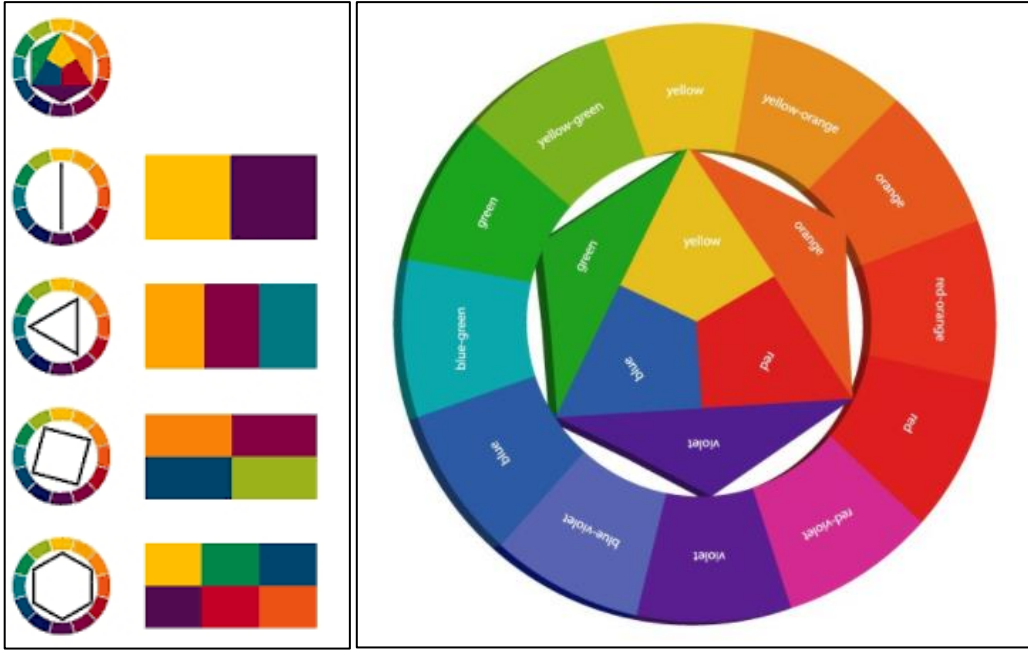 yellow
yellow-orange
orange
red-orange
red
red-violet
violet
blue-violet
blue
blue-green
green
yellow-green
yellow
orange
red
violet
blue
green